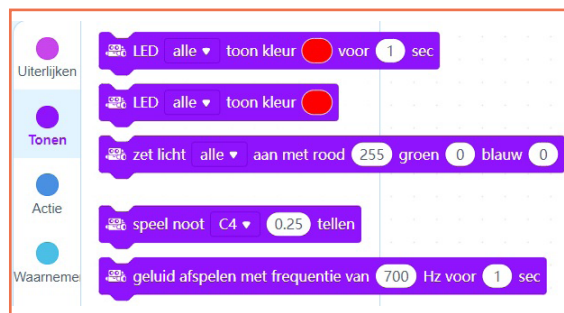 Uiterlijken
Tonen
Actie
Waarneme
LED alle ▾ toon kleur voor 1 sec
LED alle ▾ toon kleur
zet licht alle ▾ aan met rood 255 groen 0 blauw 0
speel noot C4 ▾ 0.25 tellen
geluid afspelen met frequentie van 700 Hz voor 1 sec